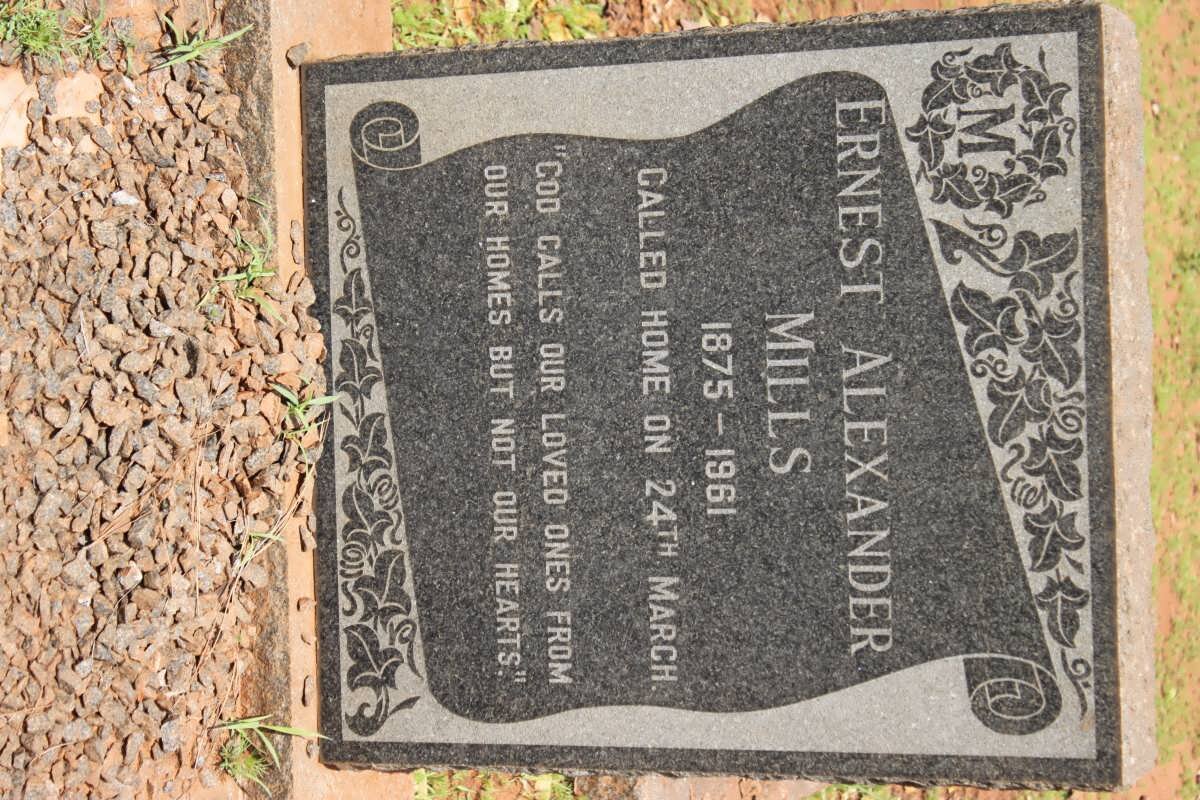 M
ERNEST ALEXANDER
MILLS
1875 – 1961
CALLED HOME ON 24TH MARCH.
"GOD CALLS OUR LOVED ONES FROM
OUR HOMES BUT NOT OUR HEARTS."